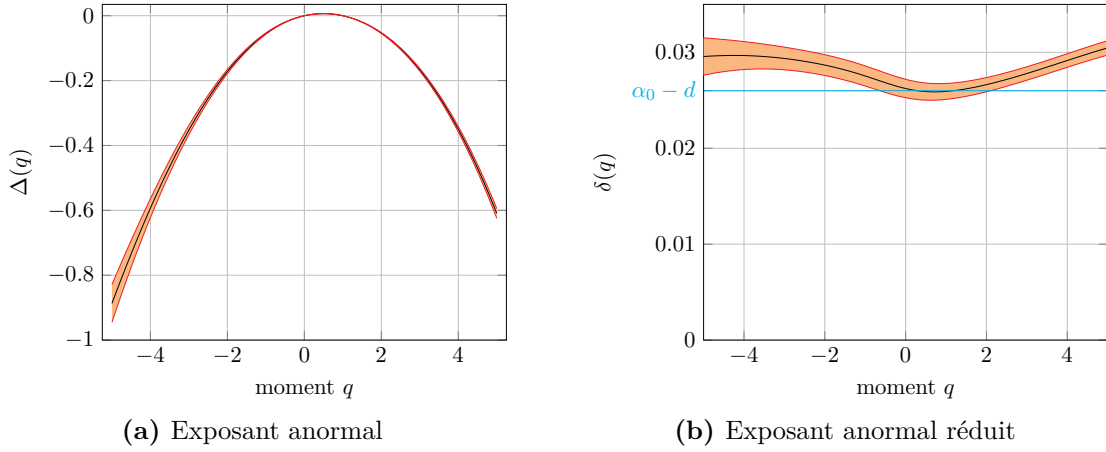 0
−0.2
−0.4
−0.6
−0.8
−1
−4
−2
0
2
4
Δ(q)
moment q
(a) Exposant anormal
0.03
α₀ − d
0.02
0.01
0
−4
−2
0
2
4
δ(q)
moment q
(b) Exposant anormal réduit